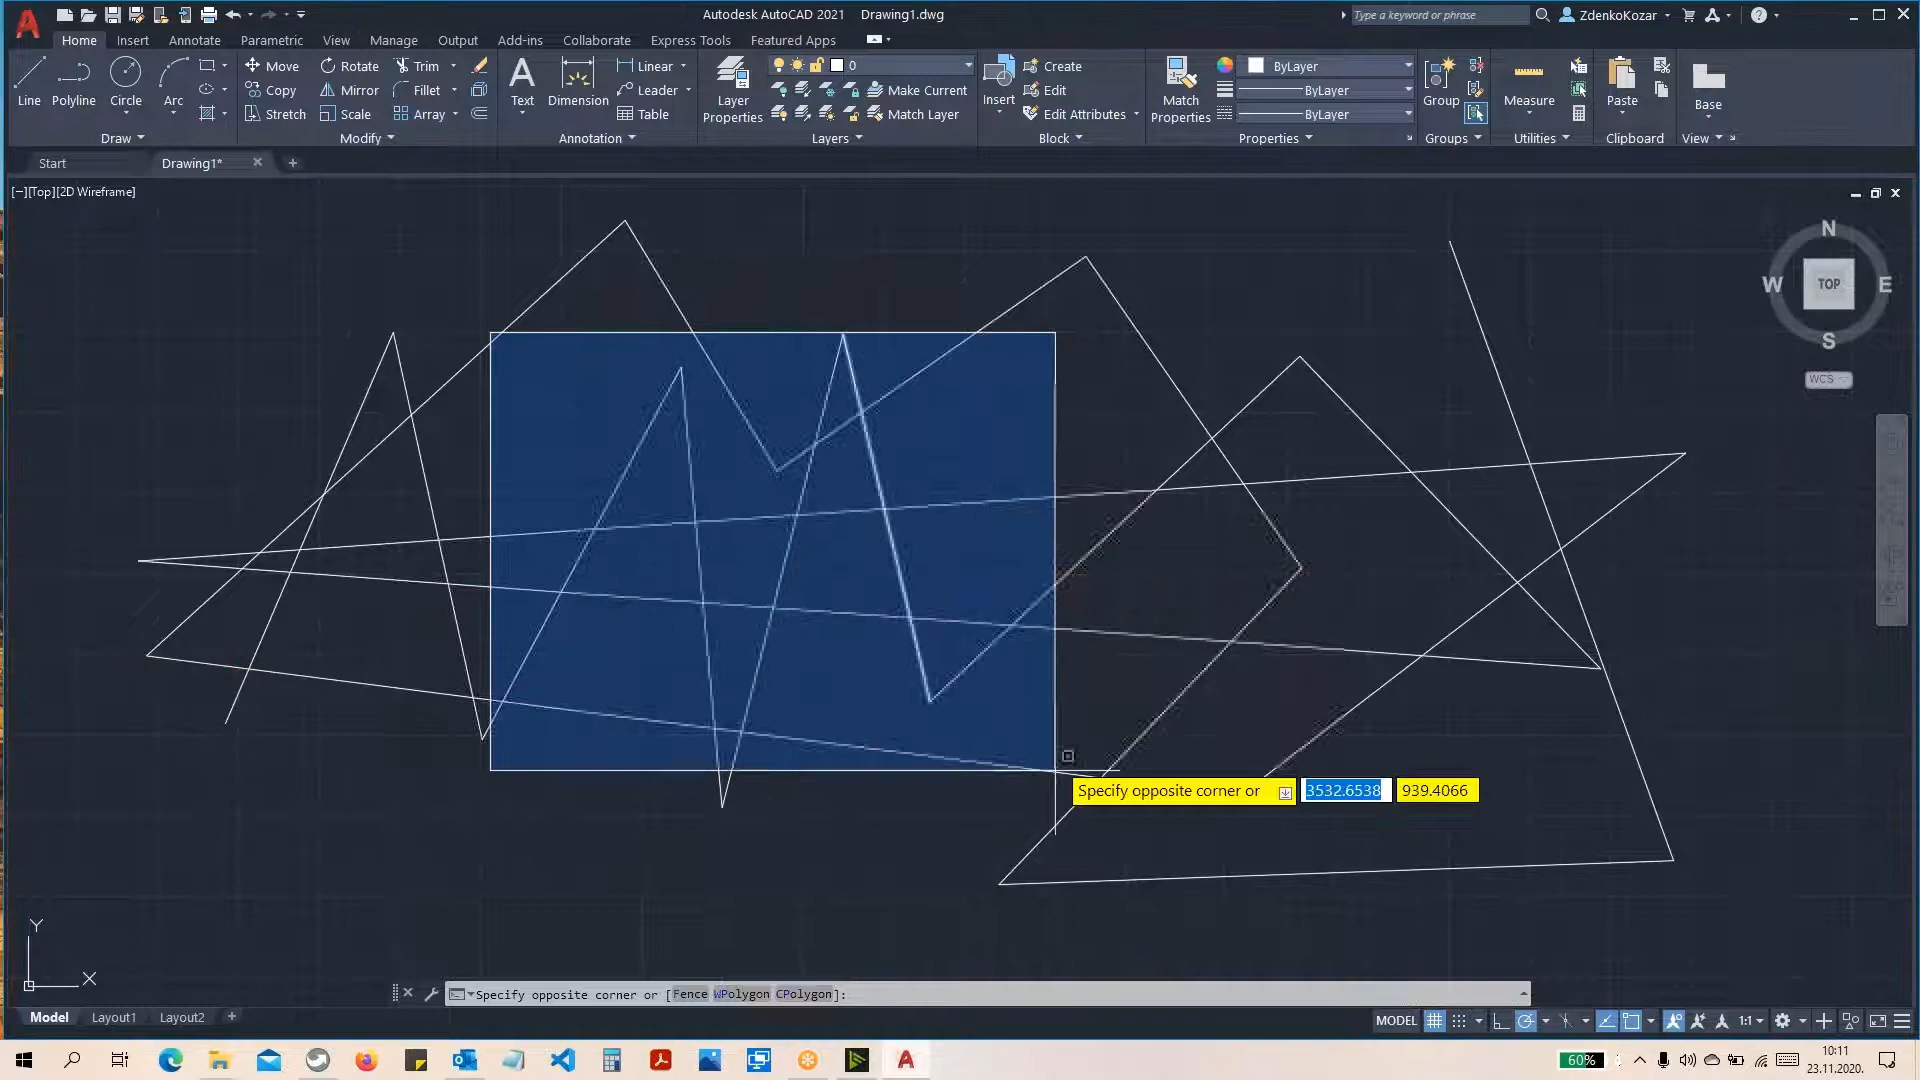 Autodesk AutoCAD 2021 Drawing1.dwg
Type a keyword or phrase
ZdenkoKozar
Home Insert Annotate Parametric View Manage Output Add-ins Collaborate Express Tools Featured Apps
Line Polyline Circle Arc
Draw
Move Rotate Trim
Copy Mirror Fillet
Stretch Scale Array
Modify
Text Dimension
Linear
Leader
Table
Annotation
Layer Properties
0
Make Current
Match Layer
Layers
Insert
Create
Edit
Edit Attributes
Block
Match Properties
ByLayer
ByLayer
ByLayer
Properties
Group
Groups
Measure
Utilities
Paste
Clipboard
Base
View
Start Drawing1*
[−][Top][2D Wireframe]
N
W TOP E
S
WCS
Specify opposite corner or 3532.6538 939.4066
Y
X
Specify opposite corner or [Fence WPolygon CPolygon]:
Model Layout1 Layout2
MODEL 1:1
60%
10:11
23.11.2020.